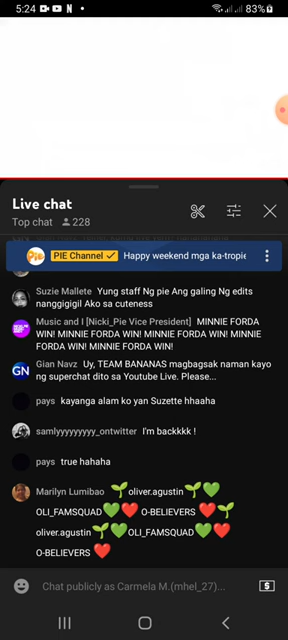 5:24
83%
Live chat
Top chat 228
Pie PIE Channel Happy weekend mga ka-tropie
Suzie Mallete Yung staff Ng pie Ang galing Ng edits
nanggigigil Ako sa cuteness
Music and I [Nicki_Pie Vice President] MINNIE FORDA
WIN! MINNIE FORDA WIN! MINNIE FORDA WIN! MINNIE
FORDA WIN! MINNIE FORDA WIN!
GN Gian Navz Uy, TEAM BANANAS magbagsak naman kayo
ng superchat dito sa Youtube Live. Please...
pays kayanga alam ko yan Suzette hhaaha
samlyyyyyyyy_ontwitter I'm backkkk !
pays true hahaha
Marilyn Lumibao 🌱oliver.agustin🌱💚
OLI_FAMSQUAD💚❤️ O-BELIEVERS ❤️🌱
oliver.agustin🌱💚OLI_FAMSQUAD💚❤️
O-BELIEVERS ❤️
Chat publicly as Carmela M.(mhel_27)...